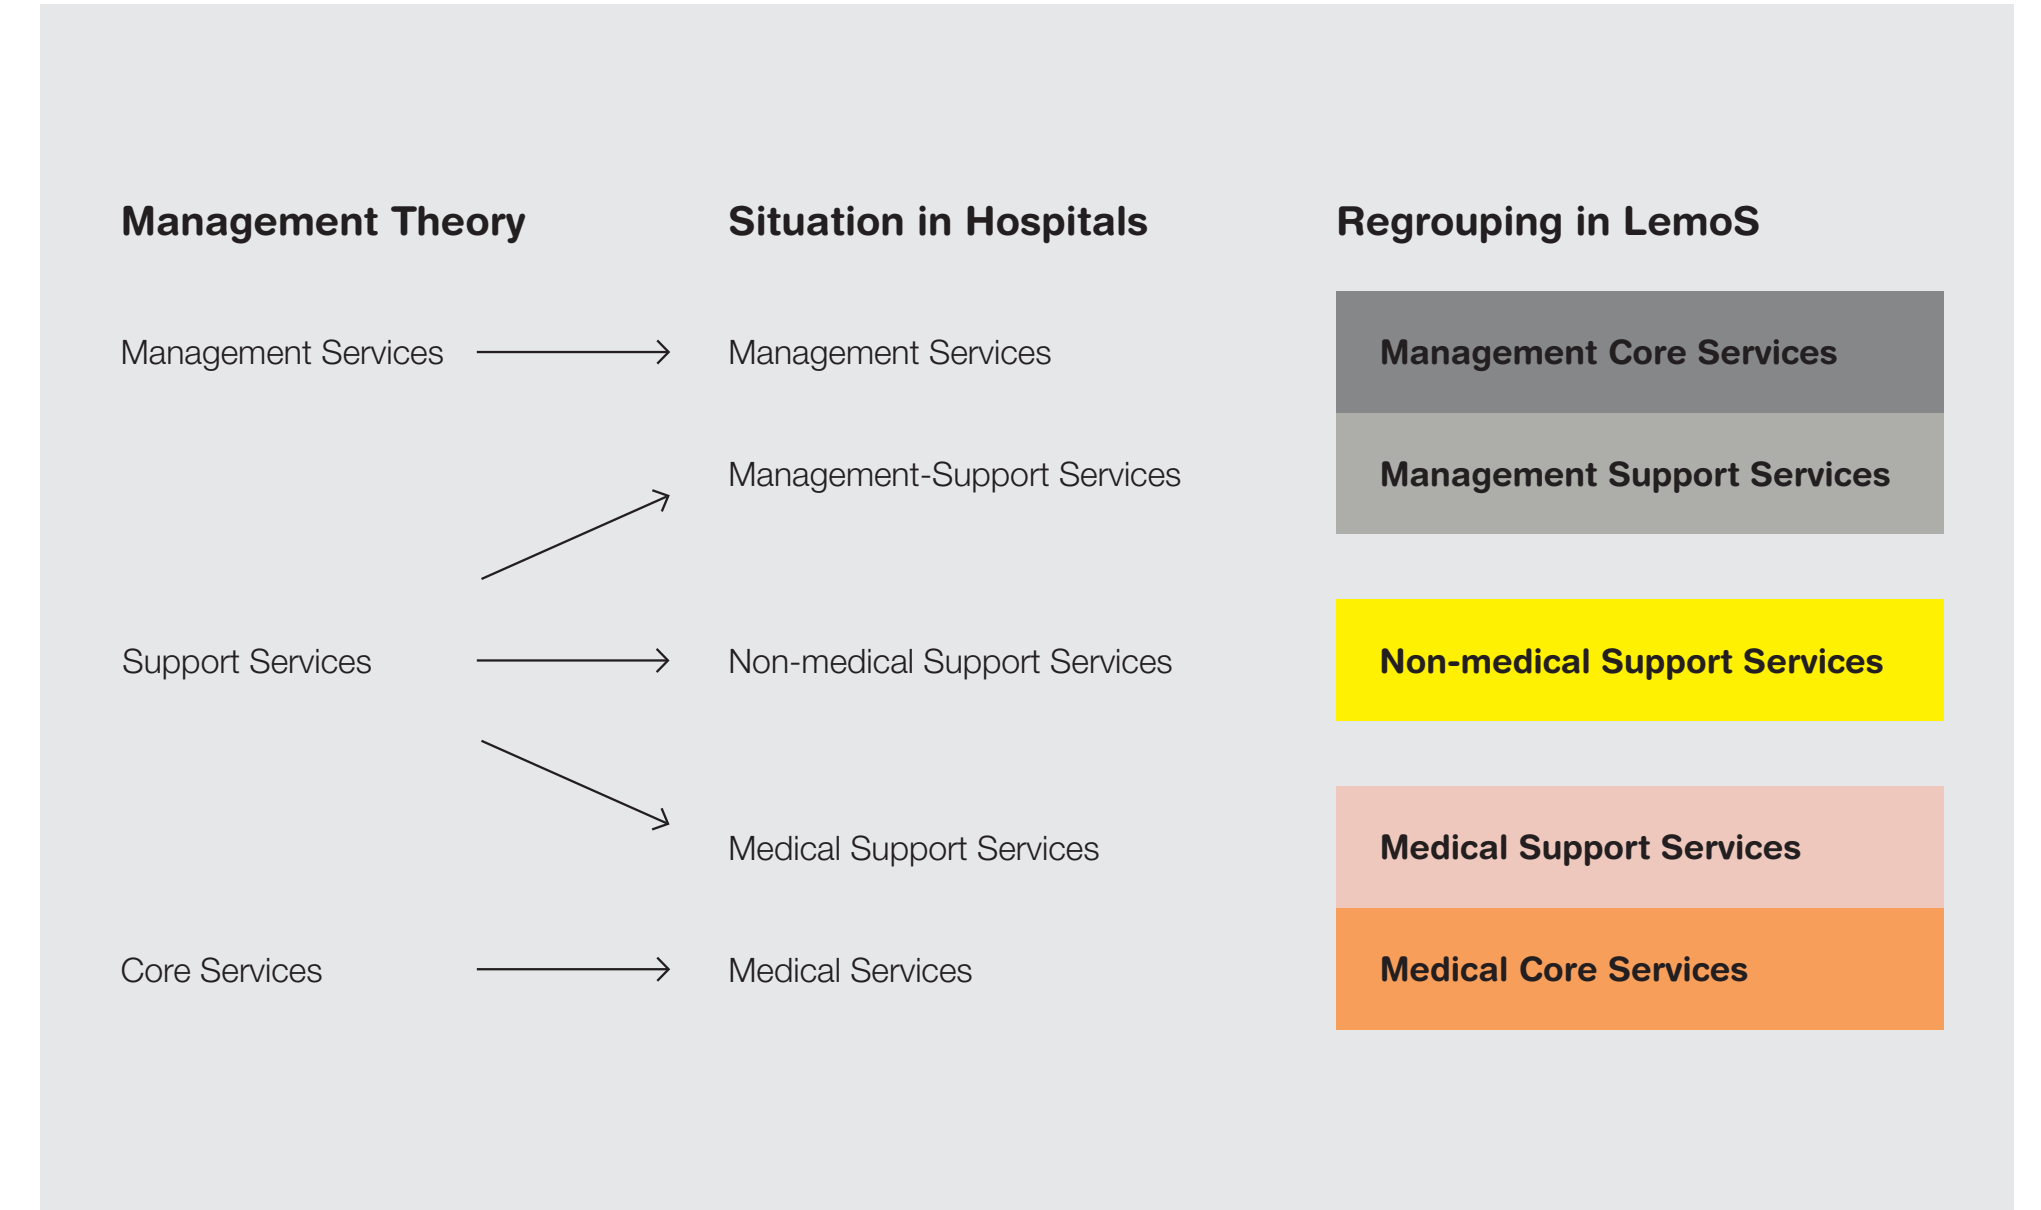 Management Theory
Situation in Hospitals
Regrouping in LemoS
Management Services
Management Services
Management Core Services
Management-Support Services
Management Support Services
Support Services
Non-medical Support Services
Non-medical Support Services
Medical Support Services
Medical Support Services
Core Services
Medical Services
Medical Core Services